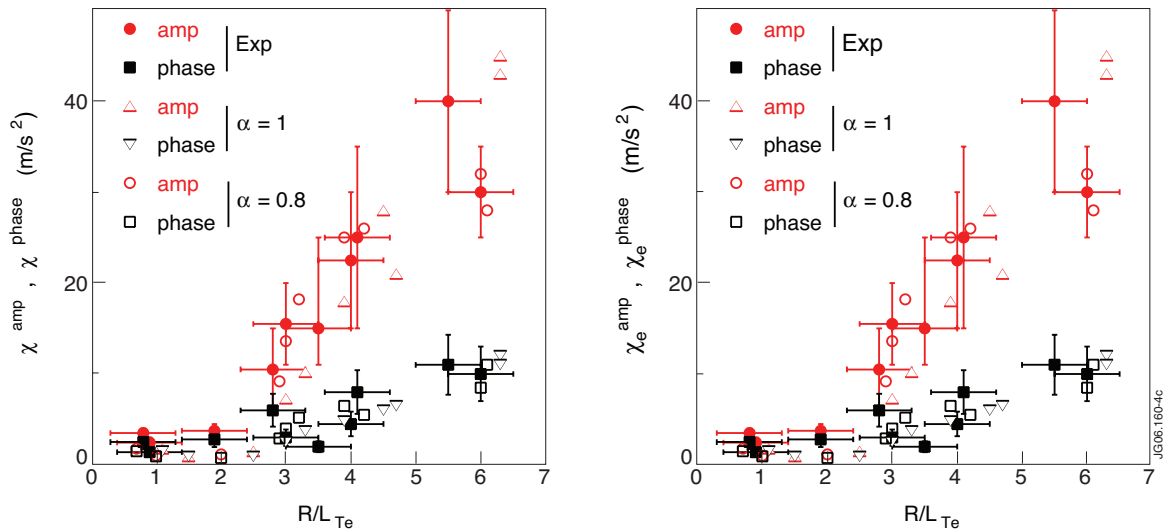 amp
phase
Exp
amp
phase
α = 1
amp
phase
α = 0.8
χ amp , χ phase (m/s 2)
40
20
0
0 1 2 3 4 5 6 7
R/L Te
amp
phase
Exp
amp
phase
α = 1
amp
phase
α = 0.8
χe amp , χe phase (m/s 2)
40
20
0
0 1 2 3 4 5 6 7
R/L Te
JG06.160-4c